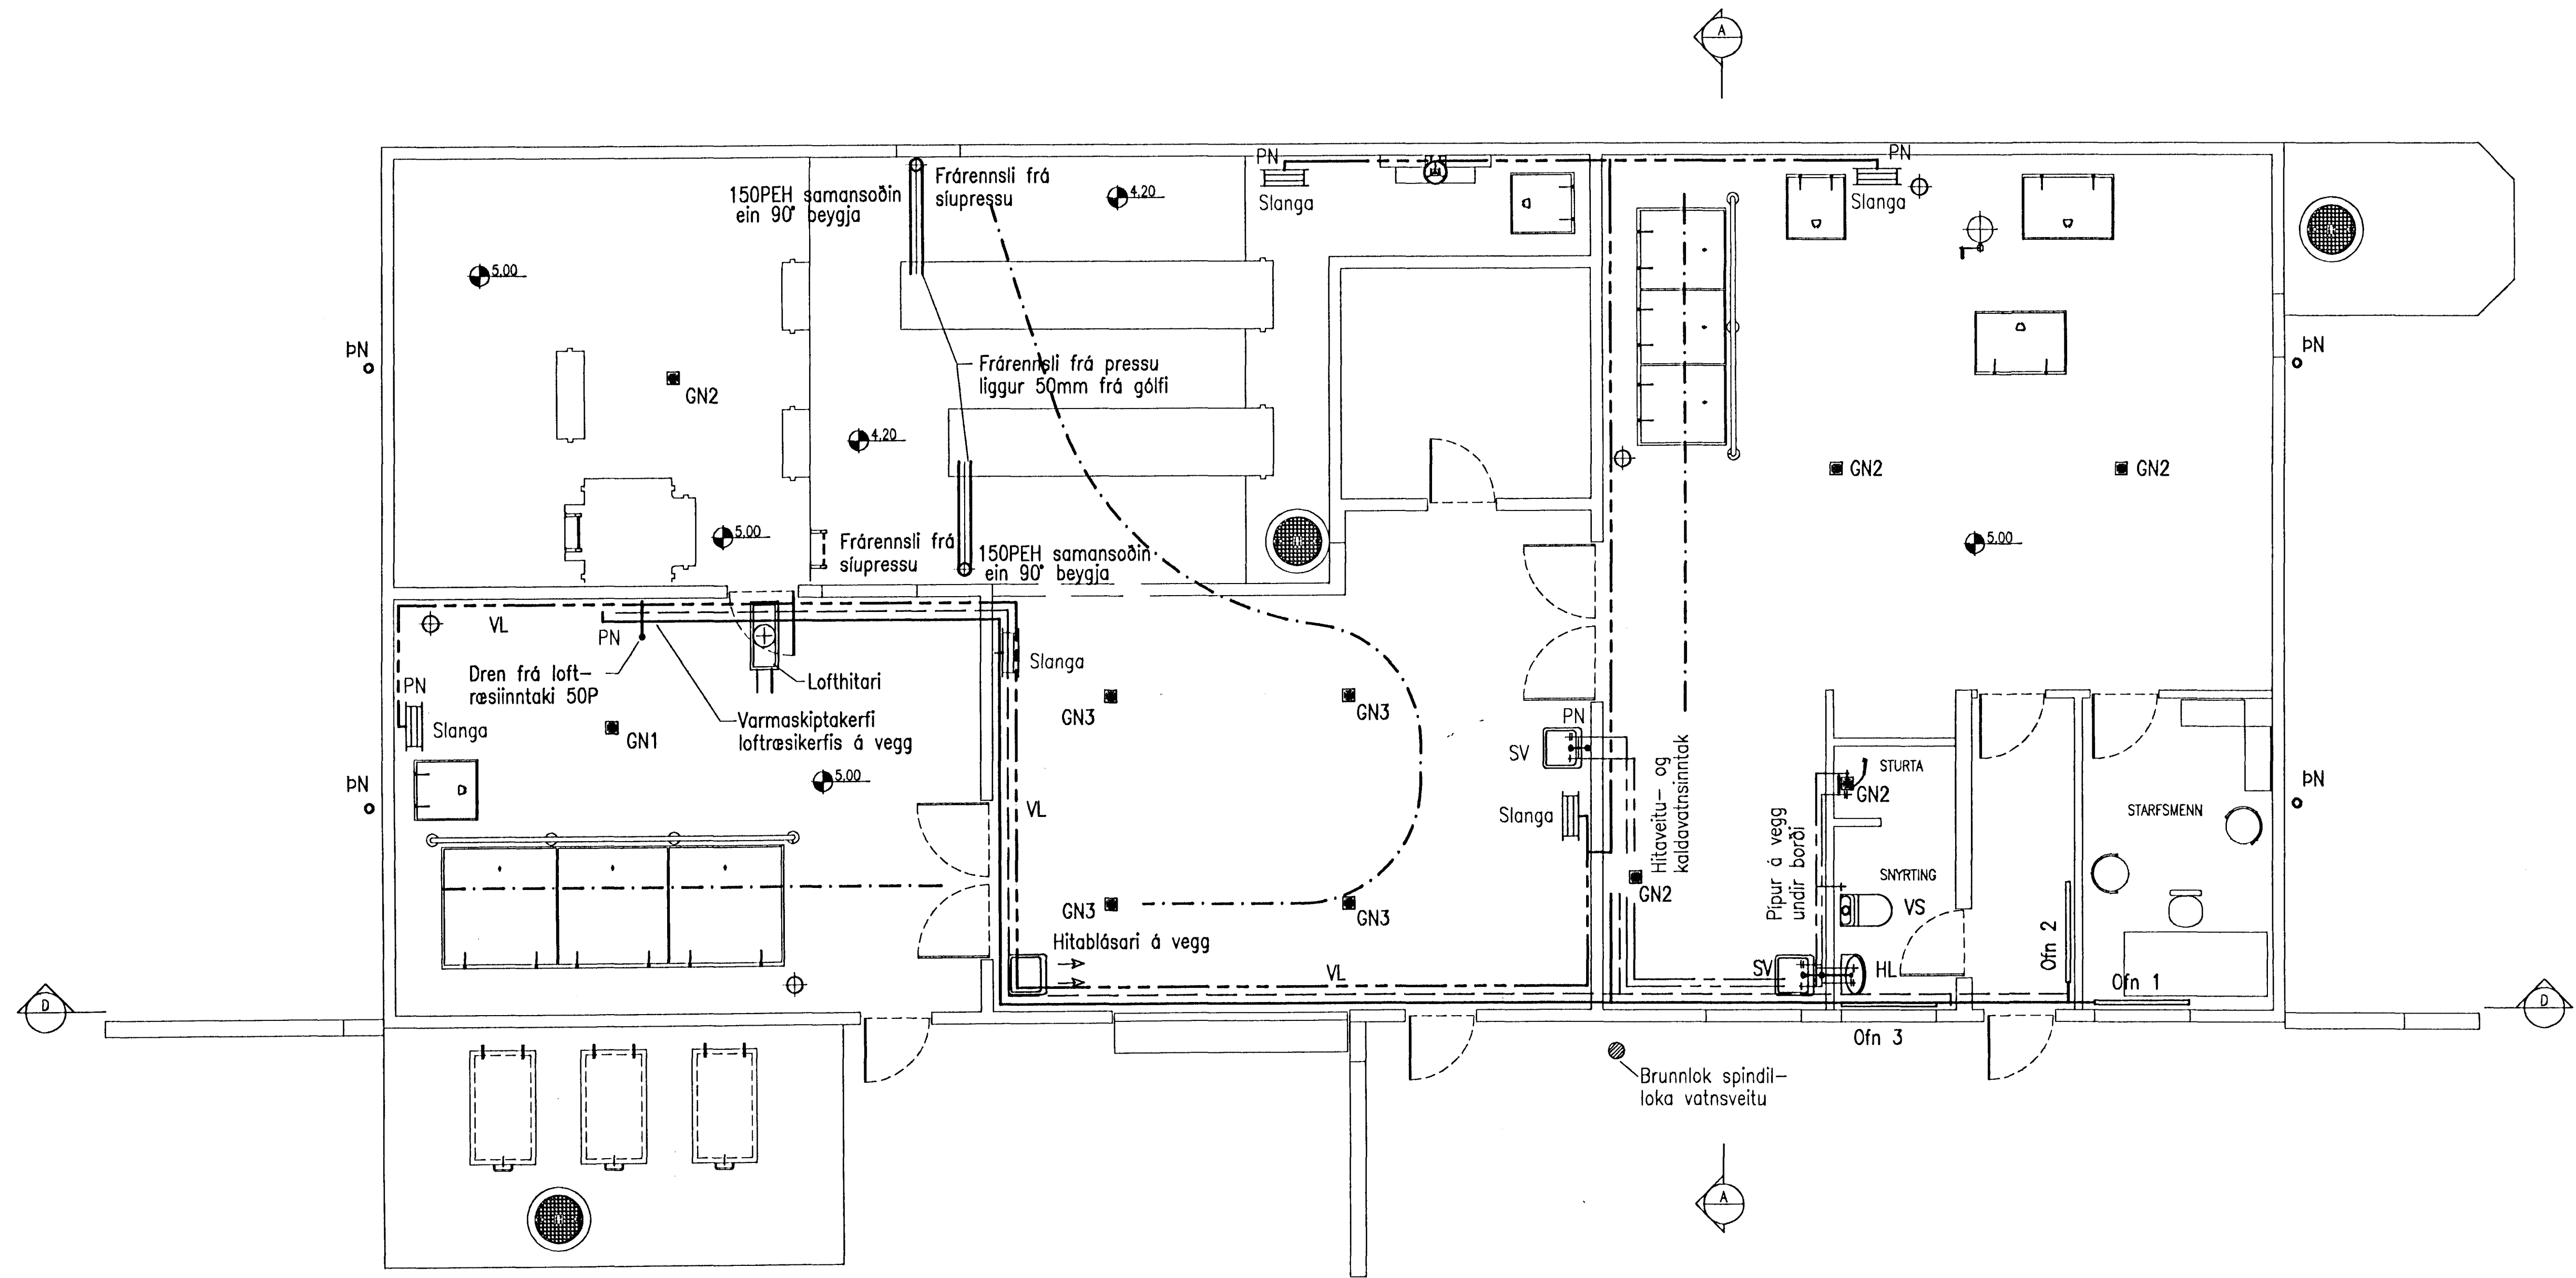 A
PN
PN
150PEH samansoðin
ein 90° beygja
Frárennsli frá
síupressu
4,20
Slanga
Slanga
5,00
ÞN
Frárennsli frá pressu
liggur 50mm frá gólfi
ÞN
GN2
4,20
GN2
GN2
5,00
Frárennsli frá
síupressu
150PEH samansoðin
ein 90° beygja
5,00
VL
PN
Dren frá loft-
ræsiinntaki 50P
Lofthitari
Slanga
PN
Slanga
GN1
Varmaskiptakerfi
loftræsikerfis á vegg
GN3
GN3
PN
SV
Hitaveitu- og
kaldavatnsinntak
STURTA
GN2
ÞN
5,00
ÞN
VL
Slanga
Pípur á vegg
undir borði
STARFSMENN
GN2
SNYRTING
VS
GN3
GN3
Hitablásari á vegg
VL
SV
HL
Ofn 2
Ofn 1
D
D
Ofn 3
Brunnlok spindil-
loka vatnsveitu
A